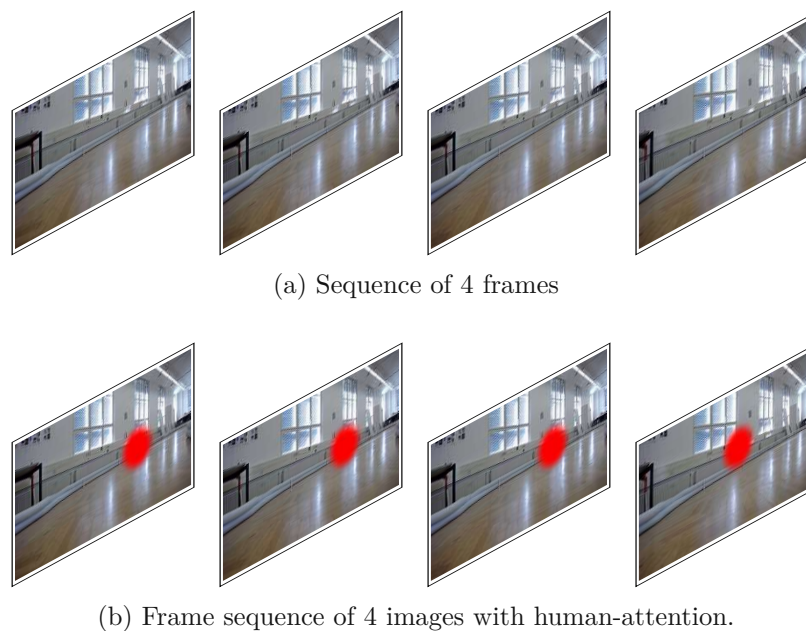 (a) Sequence of 4 frames
(b) Frame sequence of 4 images with human-attention.